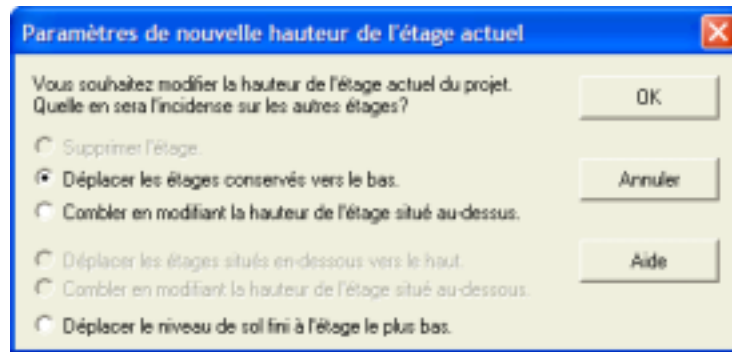 Paramètres de nouvelle hauteur de l'étage actuel
Vous souhaitez modifier la hauteur de l'étage actuel du projet.
Quelle en sera l'incidense sur les autres étages?
OK
Supprimer l'étage.
Déplacer les étages conservés vers le bas.
Annuler
Combler en modifiant la hauteur de l'étage situé au-dessus.
Déplacer les étages situés en-dessous vers le haut.
Aide
Combler en modifiant la hauteur de l'étage situé au-dessous.
Déplacer le niveau de sol fini à l'étage le plus bas.